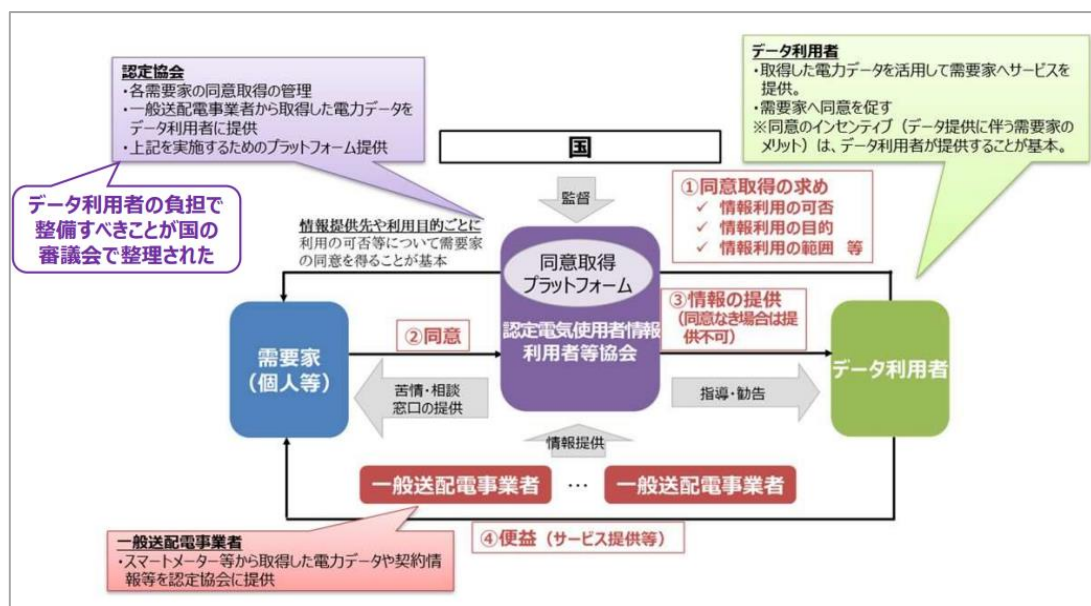 認定協会
・各需要家の同意取得の管理
・一般送配電事業者から取得した電力データを
データ利用者に提供
・上記を実施するためのプラットフォーム提供
データ利用者
・取得した電力データを活用して需要家へサービスを
提供。
・需要家へ同意を促す
※同意のインセンティブ（データ提供に伴う需要家の
メリット）は、データ利用者が提供することが基本。
国
監督
データ利用者の負担で
整備すべきことが国の
審議会で整理された
①同意取得の求め
✓ 情報利用の可否
✓ 情報利用の目的
✓ 情報利用の範囲 等
情報提供先や利用目的ごとに
利用の可否等について需要家
の同意を得ることが基本
同意取得
プラットフォーム
認定電気使用者情報
利用者等協会
③情報の提供
（同意なき場合は提
供不可）
②同意
需要家
（個人等）
データ利用者
苦情・相談
窓口の提供
指導・勧告
情報提供
一般送配電事業者
…
一般送配電事業者
④便益（サービス提供等）
一般送配電事業者
・スマートメーター等から取得した電力データや契約情
報等を認定協会に提供